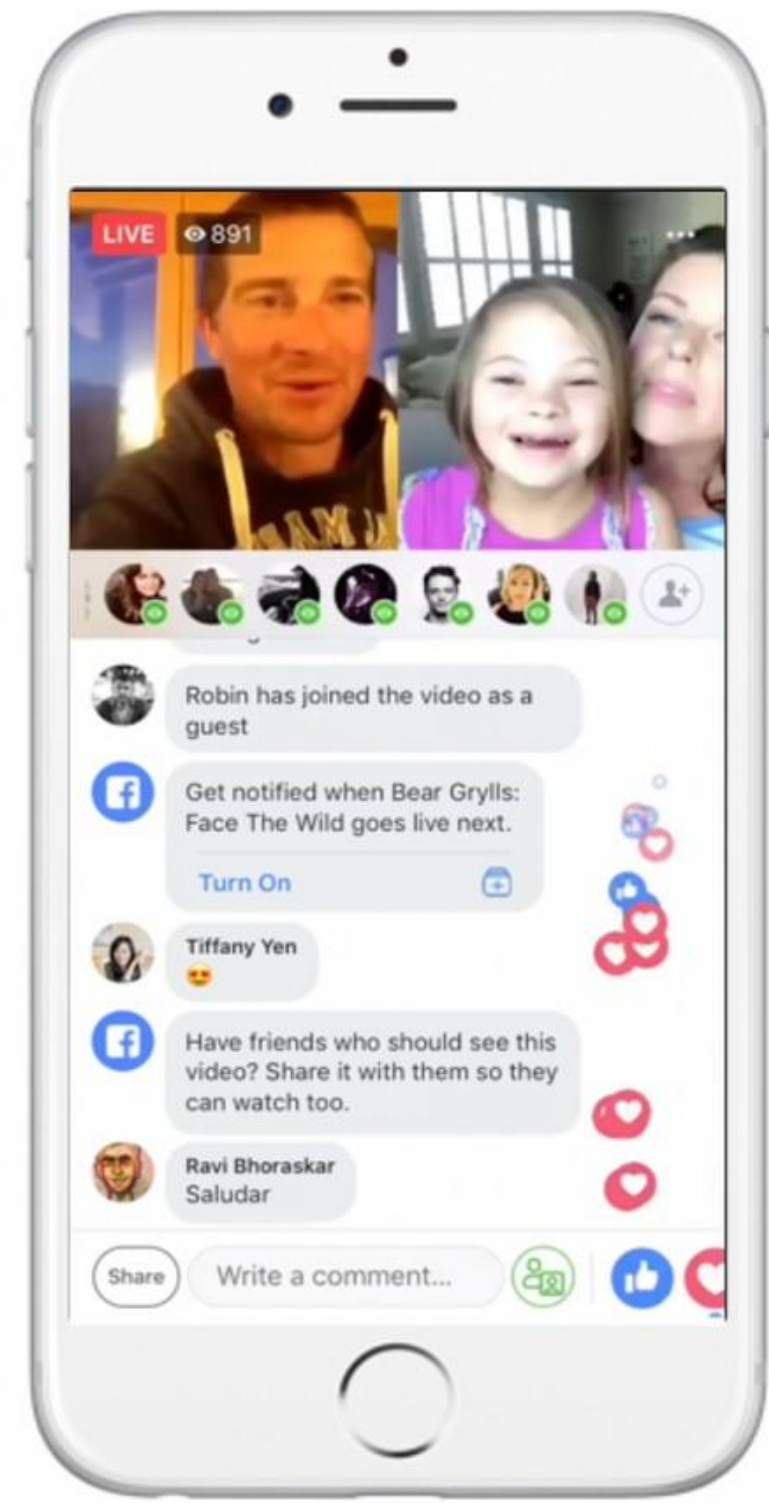 LIVE 891
Robin has joined the video as a
guest
Get notified when Bear Grylls:
Face The Wild goes live next.
Turn On
Tiffany Yen
Have friends who should see this
video? Share it with them so they
can watch too.
Ravi Bhoraskar
Saludar
Share Write a comment...